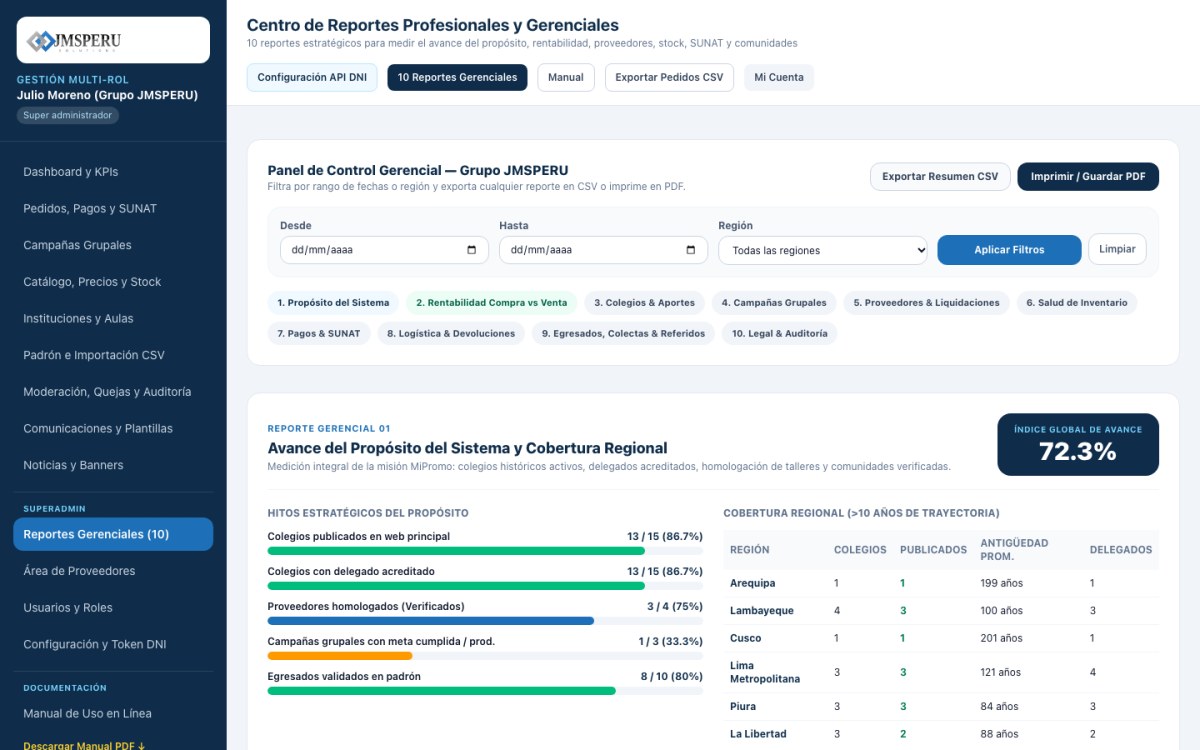 JMSPERU
SOLUTIONS
GESTIÓN MULTI-ROL
Julio Moreno (Grupo JMSPERU)
Super administrador
Dashboard y KPIs
Pedidos, Pagos y SUNAT
Campañas Grupales
Catálogo, Precios y Stock
Instituciones y Aulas
Padrón e Importación CSV
Moderación, Quejas y Auditoría
Comunicaciones y Plantillas
Noticias y Banners
SUPERADMIN
Reportes Gerenciales (10)
Área de Proveedores
Usuarios y Roles
Configuración y Token DNI
DOCUMENTACIÓN
Manual de Uso en Línea
Descargar Manual PDF ↓
Centro de Reportes Profesionales y Gerenciales
10 reportes estratégicos para medir el avance del propósito, rentabilidad, proveedores, stock, SUNAT y comunidades
Configuración API DNI 10 Reportes Gerenciales Manual Exportar Pedidos CSV Mi Cuenta
Panel de Control Gerencial — Grupo JMSPERU
Filtra por rango de fechas o región y exporta cualquier reporte en CSV o imprime en PDF.
Exportar Resumen CSV Imprimir / Guardar PDF
Desde Hasta Región
dd/mm/aaaa dd/mm/aaaa Todas las regiones Aplicar Filtros Limpiar
1. Propósito del Sistema 2. Rentabilidad Compra vs Venta 3. Colegios & Aportes 4. Campañas Grupales 5. Proveedores & Liquidaciones 6. Salud de Inventario
7. Pagos & SUNAT 8. Logística & Devoluciones 9. Egresados, Colectas & Referidos 10. Legal & Auditoría
REPORTE GERENCIAL 01
Avance del Propósito del Sistema y Cobertura Regional
Medición integral de la misión MiPromo: colegios históricos activos, delegados acreditados, homologación de talleres y comunidades verificadas.
ÍNDICE GLOBAL DE AVANCE
72.3%
HITOS ESTRATÉGICOS DEL PROPÓSITO
Colegios publicados en web principal 13 / 15 (86.7%)
Colegios con delegado acreditado 13 / 15 (86.7%)
Proveedores homologados (Verificados) 3 / 4 (75%)
Campañas grupales con meta cumplida / prod. 1 / 3 (33.3%)
Egresados validados en padrón 8 / 10 (80%)
COBERTURA REGIONAL (>10 AÑOS DE TRAYECTORIA)
REGIÓN COLEGIOS PUBLICADOS ANTIGÜEDAD PROM. DELEGADOS
Arequipa 1 1 199 años 1
Lambayeque 4 3 100 años 3
Cusco 1 1 201 años 1
Lima Metropolitana 3 3 121 años 4
Piura 3 3 84 años 3
La Libertad 3 2 88 años 2